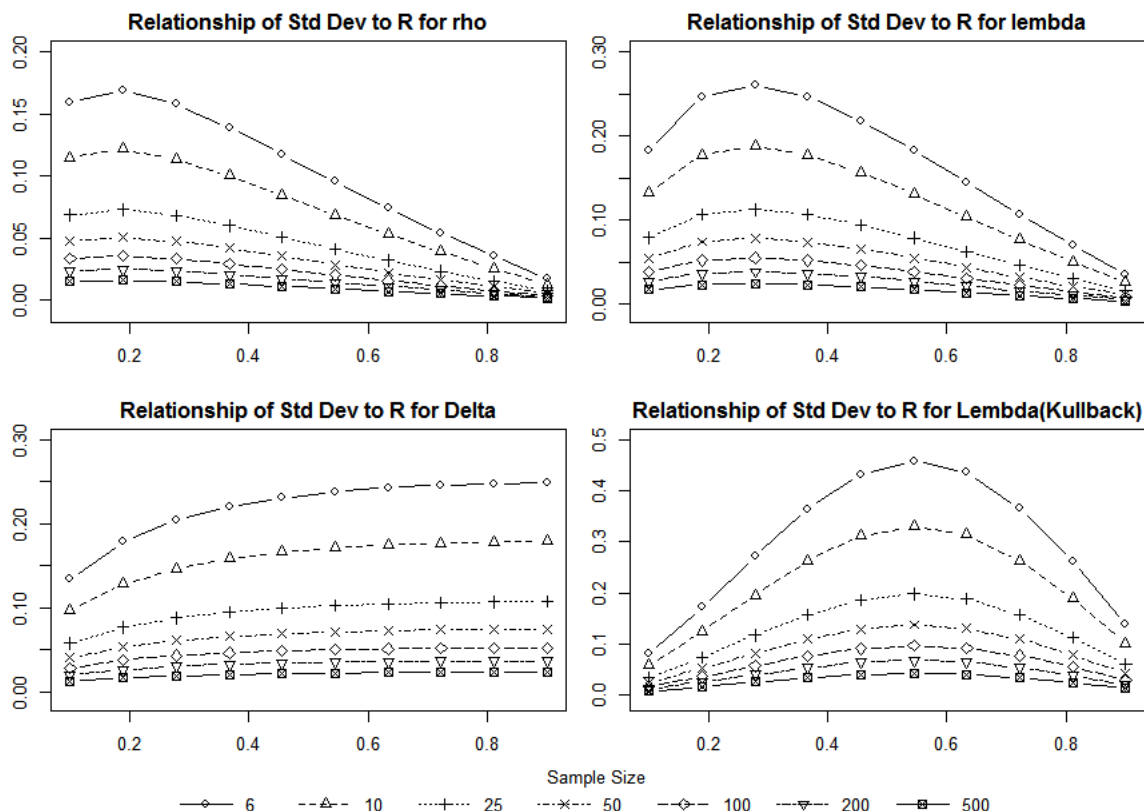 Relationship of Std Dev to R for rho
0.00 0.05 0.10 0.15 0.20
0.2 0.4 0.6 0.8
Relationship of Std Dev to R for lembda
0.00 0.10 0.20 0.30
0.2 0.4 0.6 0.8
Relationship of Std Dev to R for Delta
0.00 0.10 0.20 0.30
0.2 0.4 0.6 0.8
Relationship of Std Dev to R for Lembda(Kullback)
0.0 0.1 0.2 0.3 0.4 0.5
0.2 0.4 0.6 0.8
Sample Size
6 10 25 50 100 200 500